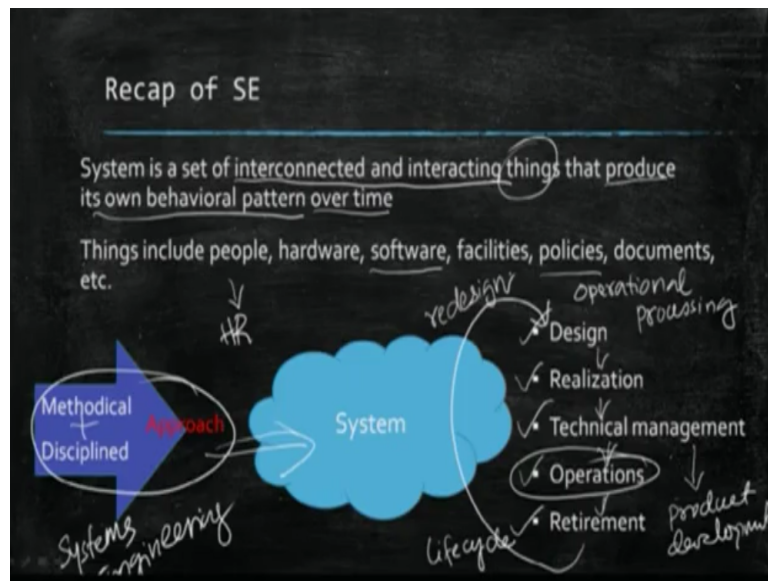 Recap of SE
System is a set of interconnected and interacting things that produce
its own behavioral pattern over time
Things include people, hardware, software, facilities, policies, documents,
etc.
HR
redesign
operational
processing
Methodical
+
Disciplined
Approach
System
• Design
• Realization
• Technical management
• Operations
• Retirement
Systems
Engineering
Lifecycle
product
development